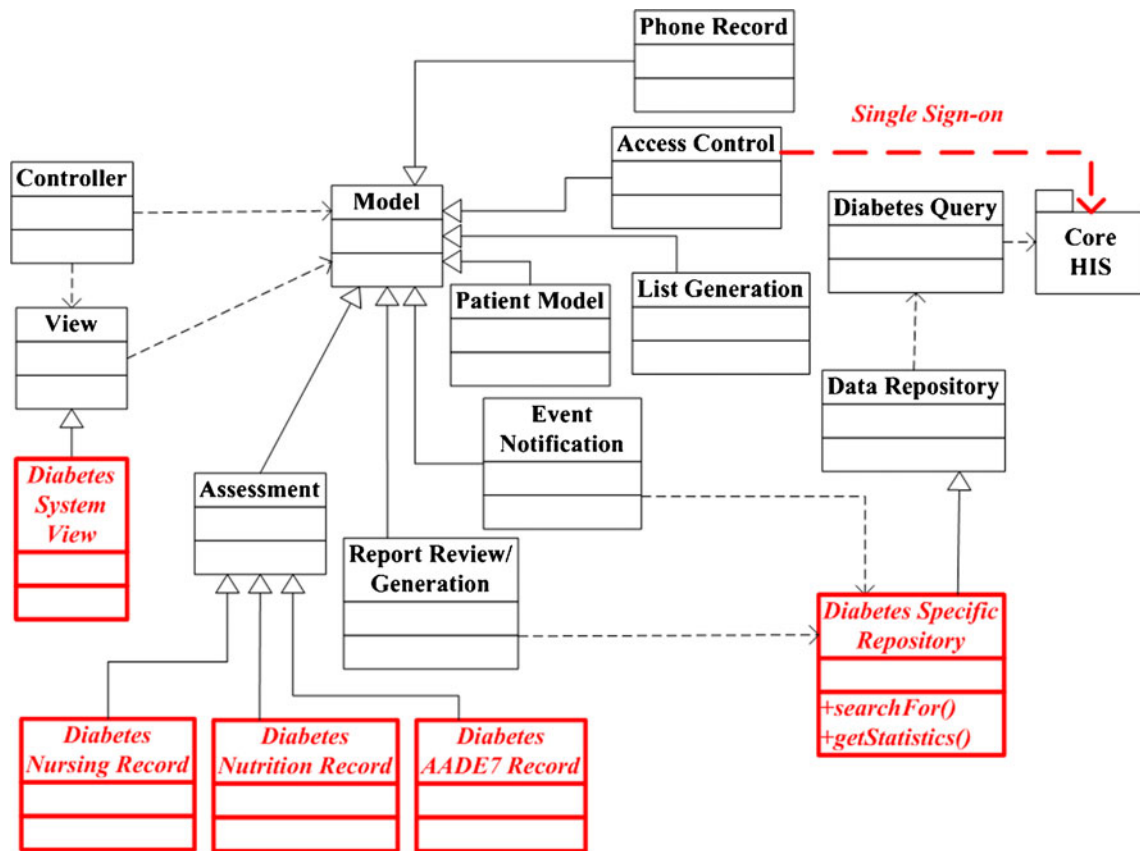 Phone Record
Single Sign-on
Access Control
Controller
Model
Diabetes Query
Core
HIS
Patient Model
List Generation
View
Data Repository
Event
Notification
Diabetes
System
View
Assessment
Report Review/
Generation
Diabetes Specific
Repository
+searchFor()
+getStatistics()
Diabetes
Nursing Record
Diabetes
Nutrition Record
Diabetes
AADE7 Record